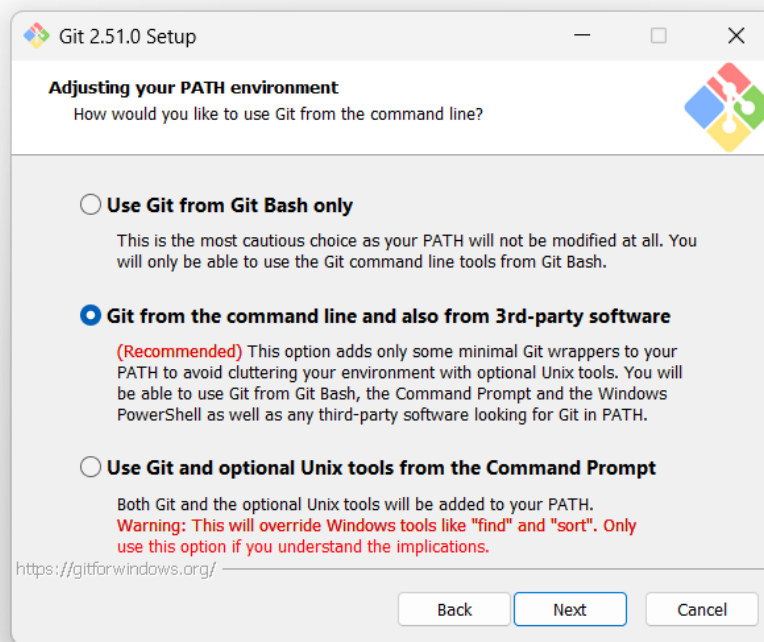 Git 2.51.0 Setup
Adjusting your PATH environment
How would you like to use Git from the command line?
Use Git from Git Bash only
This is the most cautious choice as your PATH will not be modified at all. You
will only be able to use the Git command line tools from Git Bash.
Git from the command line and also from 3rd-party software
(Recommended) This option adds only some minimal Git wrappers to your
PATH to avoid cluttering your environment with optional Unix tools. You will
be able to use Git from Git Bash, the Command Prompt and the Windows
PowerShell as well as any third-party software looking for Git in PATH.
Use Git and optional Unix tools from the Command Prompt
Both Git and the optional Unix tools will be added to your PATH.
Warning: This will override Windows tools like "find" and "sort". Only
use this option if you understand the implications.
https://gitforwindows.org/
Back
Next
Cancel